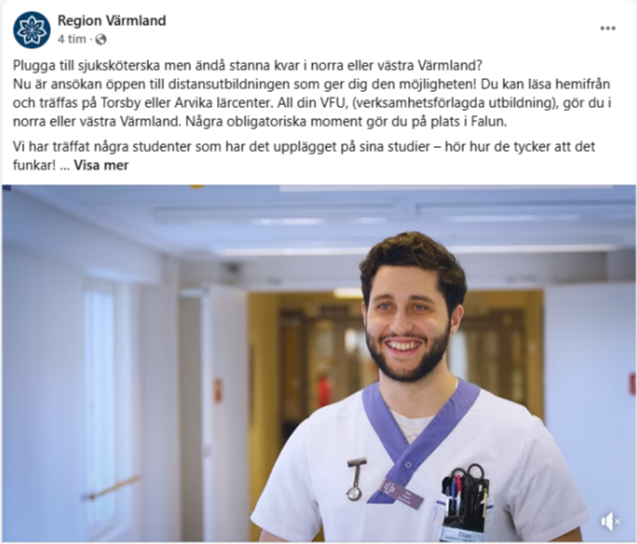 Region Värmland
4 tim ·
Plugga till sjuksköterska men ändå stanna kvar i norra eller västra Värmland?
Nu är ansökan öppen till distansutbildningen som ger dig den möjligheten! Du kan läsa hemifrån
och träffas på Torsby eller Arvika lärcenter. All din VFU, (verksamhetsförlagda utbildning), gör du i
norra eller västra Värmland. Några obligatoriska moment gör du på plats i Falun.
Vi har träffat några studenter som har det upplägget på sina studier – hör hur de tycker att det
funkar! ... Visa mer